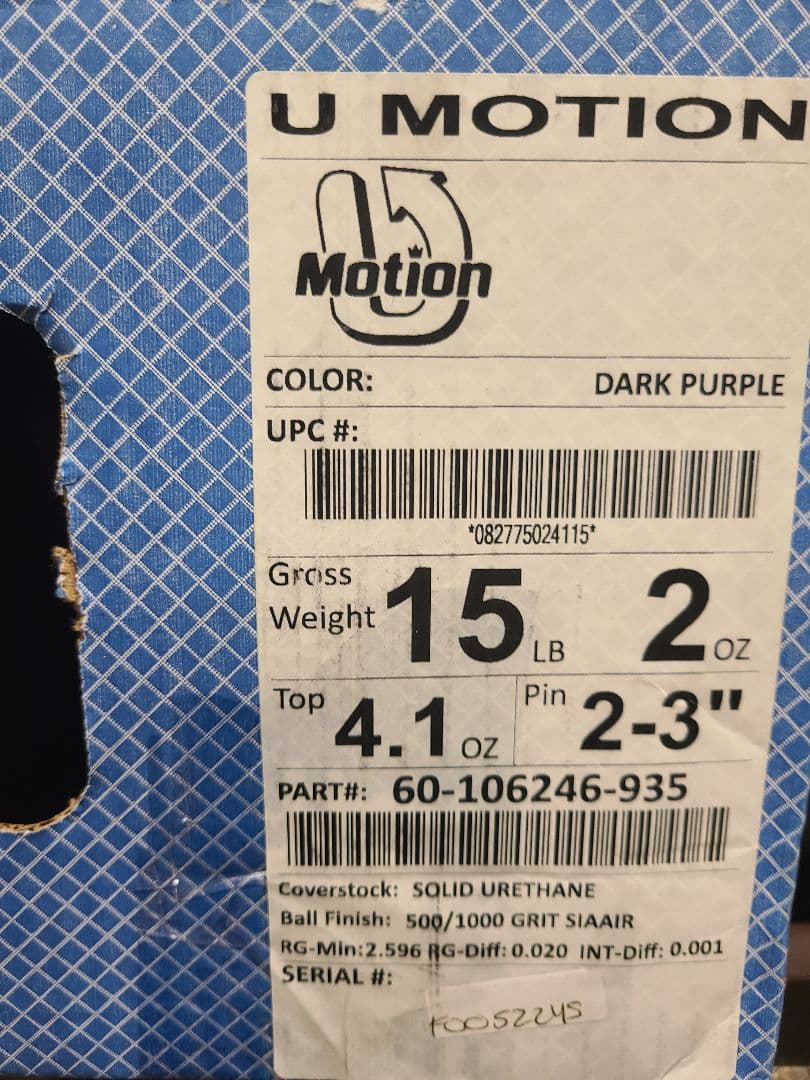 U MOTION
Motion
COLOR: DARK PURPLE
UPC #:
*082775024115*
Gross Weight 15 LB 2 OZ
Top 4.1 OZ Pin 2-3"
PART#: 60-106246-935
Coverstock: SOLID URETHANE
Ball Finish: 500/1000 GRIT SIAAIR
RG-Min:2.596 RG-Diff: 0.020 INT-Diff: 0.001
SERIAL #: